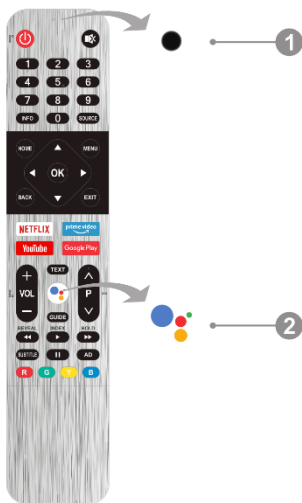 1
1 2 3
4 5 6
7 8 9
INFO 0 SOURCE
HOME MENU
OK
BACK EXIT
NETFLIX prime video
YouTube Google Play
TEXT
+
VOL P
−
2
GUIDE
REVEAL INDEX HOLD
SUBTITLE AD
R G Y B